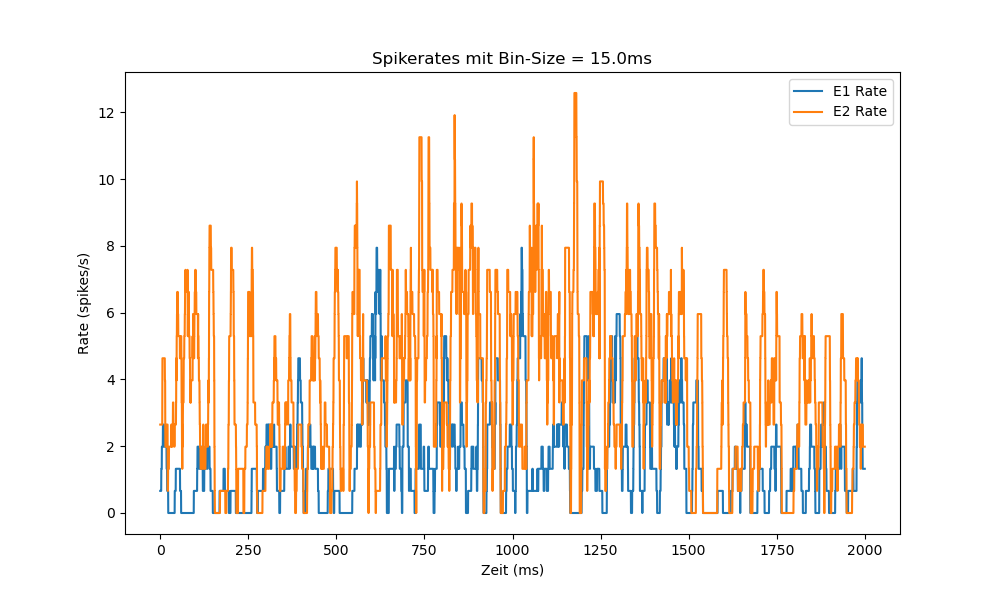 Spikerates mit Bin-Size = 15.0ms
E1 Rate
E2 Rate
12
10
8
6
4
2
0
Rate (spikes/s)
0 250 500 750 1000 1250 1500 1750 2000
Zeit (ms)